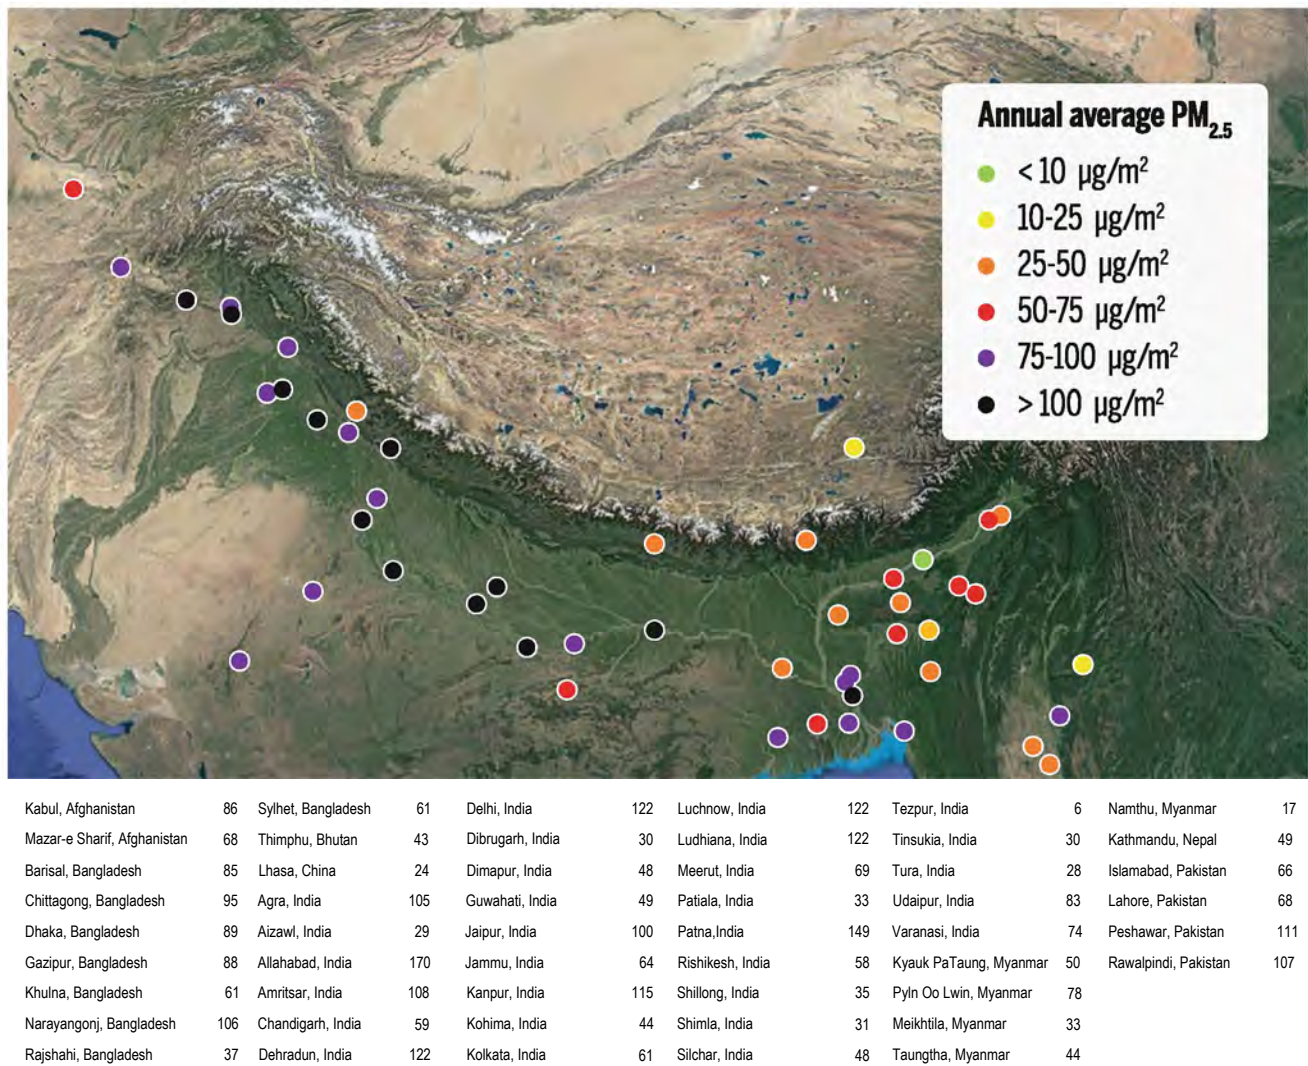 Annual average PM2.5
< 10 µg/m²
10-25 µg/m²
25-50 µg/m²
50-75 µg/m²
75-100 µg/m²
> 100 µg/m²
Kabul, Afghanistan 86 Sylhet, Bangladesh 61 Delhi, India 122 Luchnow, India 122 Tezpur, India 6 Namthu, Myanmar 17
Mazar-e Sharif, Afghanistan 68 Thimphu, Bhutan 43 Dibrugarh, India 30 Ludhiana, India 122 Tinsukia, India 30 Kathmandu, Nepal 49
Barisal, Bangladesh 85 Lhasa, China 24 Dimapur, India 48 Meerut, India 69 Tura, India 28 Islamabad, Pakistan 66
Chittagong, Bangladesh 95 Agra, India 105 Guwahati, India 49 Patiala, India 33 Udaipur, India 83 Lahore, Pakistan 68
Dhaka, Bangladesh 89 Aizawl, India 29 Jaipur, India 100 Patna,India 149 Varanasi, India 74 Peshawar, Pakistan 111
Gazipur, Bangladesh 88 Allahabad, India 170 Jammu, India 64 Rishikesh, India 58 Kyauk PaTaung, Myanmar 50 Rawalpindi, Pakistan 107
Khulna, Bangladesh 61 Amritsar, India 108 Kanpur, India 115 Shillong, India 35 Pyln Oo Lwin, Myanmar 78
Narayangonj, Bangladesh 106 Chandigarh, India 59 Kohima, India 44 Shimla, India 31 Meikhtila, Myanmar 33
Rajshahi, Bangladesh 37 Dehradun, India 122 Kolkata, India 61 Silchar, India 48 Taungtha, Myanmar 44